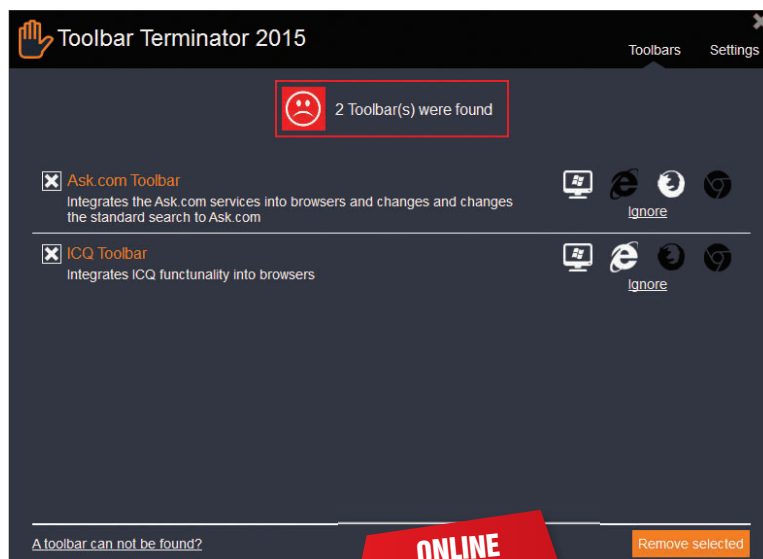 Toolbar Terminator 2015
Toolbars
Settings
2 Toolbar(s) were found
Ask.com Toolbar
Integrates the Ask.com services into browsers and changes and changes
the standard search to Ask.com
Ignore
ICQ Toolbar
Integrates ICQ functunality into browsers
Ignore
A toolbar can not be found?
ONLINE
Remove selected